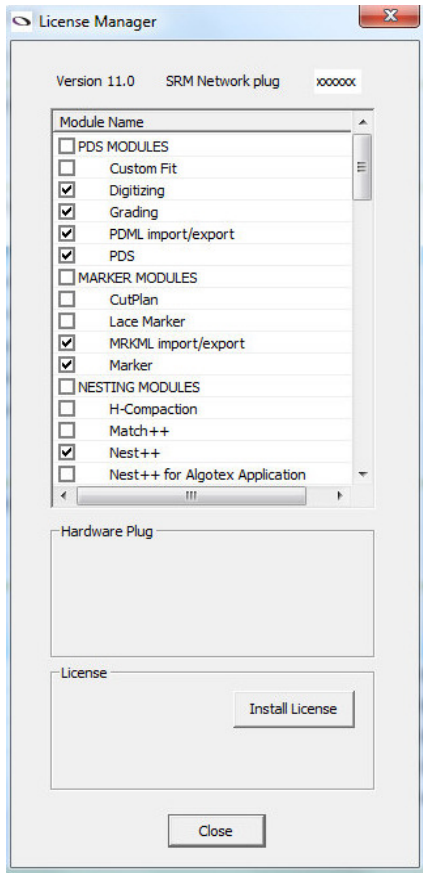 License Manager
Version 11.0 SRM Network plug xxxxxx
Module Name
PDS MODULES
Custom Fit
Digitizing
Grading
PDML import/export
PDS
MARKER MODULES
CutPlan
Lace Marker
MRKML import/export
Marker
NESTING MODULES
H-Compaction
Match++
Nest++
Nest++ for Algotex Application
Hardware Plug
License
Install License
Close